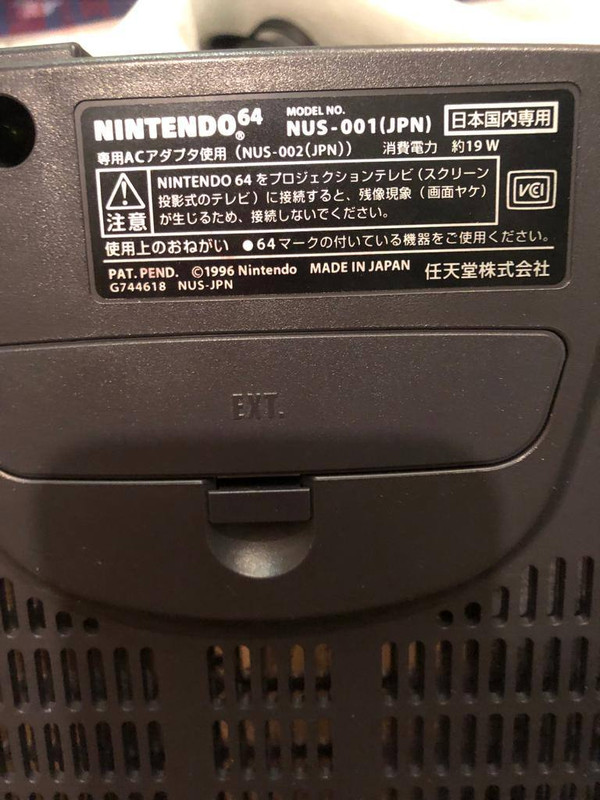 NINTENDO64® MODEL NO. NUS-001(JPN) 日本国内専用
専用ACアダプタ使用(NUS-002(JPN)) 消費電力 約19W
注意
NINTENDO 64 をプロジェクションテレビ(スクリーン
投影式のテレビ)に接続すると、残像現象(画面ヤケ)
が生じるため、接続しないでください。
VCI
使用上のおねがい ●64マークの付いている機器をご使用ください。
PAT. PEND. ©1996 Nintendo MADE IN JAPAN 任天堂株式会社
G744618 NUS-JPN
EXT.